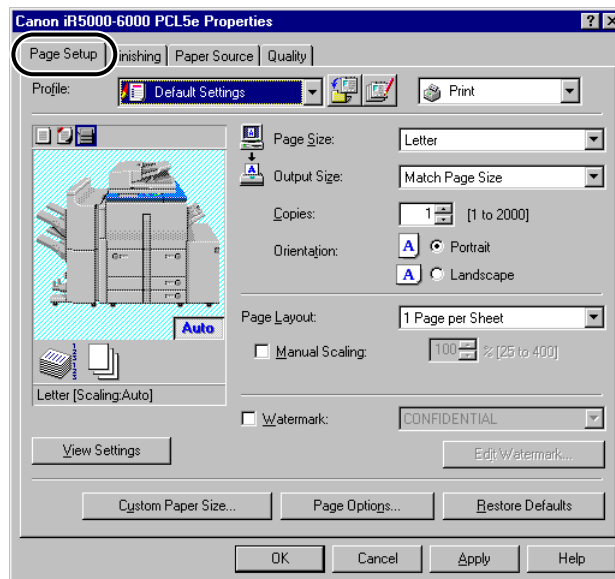 Canon iR5000-6000 PCL5e Properties
Page Setup Finishing Paper Source Quality
Profile: Default Settings Print
Page Size: Letter
Output Size: Match Page Size
Copies: 1 [1 to 2000]
Orientation: A Portrait
A Landscape
Auto
Page Layout: 1 Page per Sheet
Manual Scaling: 100 % [25 to 400]
Letter [Scaling:Auto]
Watermark: CONFIDENTIAL
View Settings Edit Watermark...
Custom Paper Size... Page Options... Restore Defaults
OK Cancel Apply Help